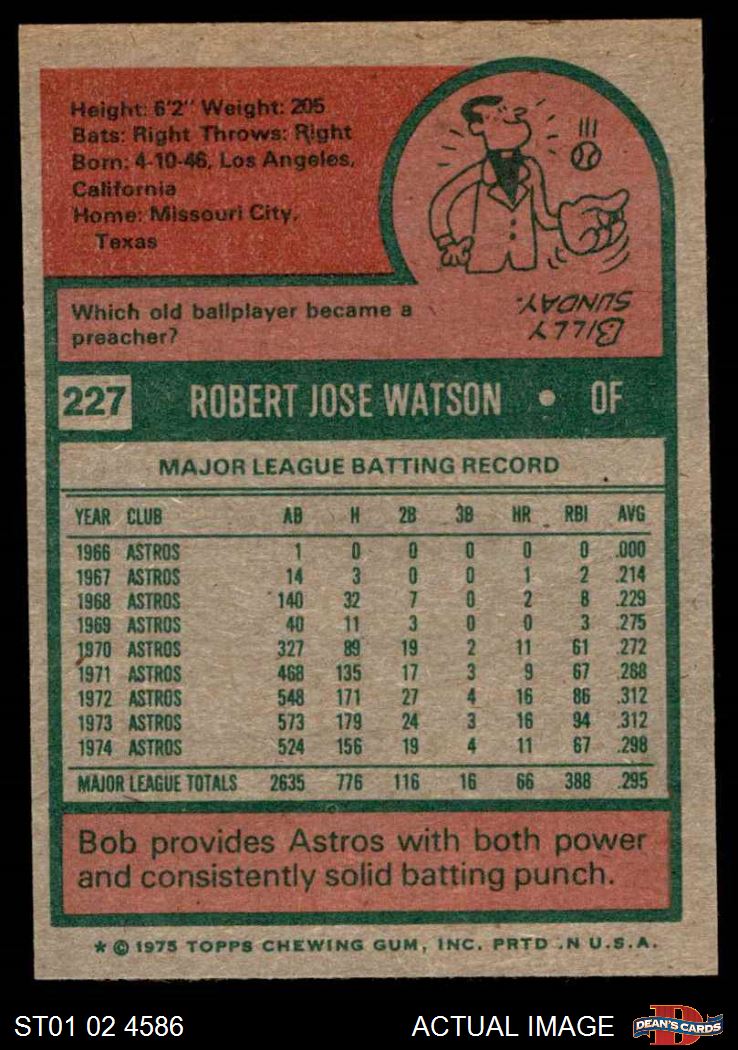 Height: 6'2" Weight: 205
Bats: Right Throws: Right
Born: 4-10-46, Los Angeles,
California
Home: Missouri City,
Texas
Which old ballplayer became a
preacher?
BILLY
SUNDAY.
227 ROBERT JOSE WATSON • OF
MAJOR LEAGUE BATTING RECORD
YEAR CLUB AB H 2B 3B HR RBI AVG
1966 ASTROS 1 0 0 0 0 0 .000
1967 ASTROS 14 3 0 0 1 2 .214
1968 ASTROS 140 32 7 0 2 8 .229
1969 ASTROS 40 11 3 0 0 3 .275
1970 ASTROS 327 89 19 2 11 61 .272
1971 ASTROS 468 135 17 3 9 67 .288
1972 ASTROS 548 171 27 4 16 86 .312
1973 ASTROS 573 179 24 3 16 94 .312
1974 ASTROS 524 156 19 4 11 67 .298
MAJOR LEAGUE TOTALS 2635 776 116 16 66 388 .295
Bob provides Astros with both power
and consistently solid batting punch.
* © 1975 TOPPS CHEWING GUM, INC. PRTD .N U.S.A.
ST01 02 4586 ACTUAL IMAGE DEAN'S CARDS